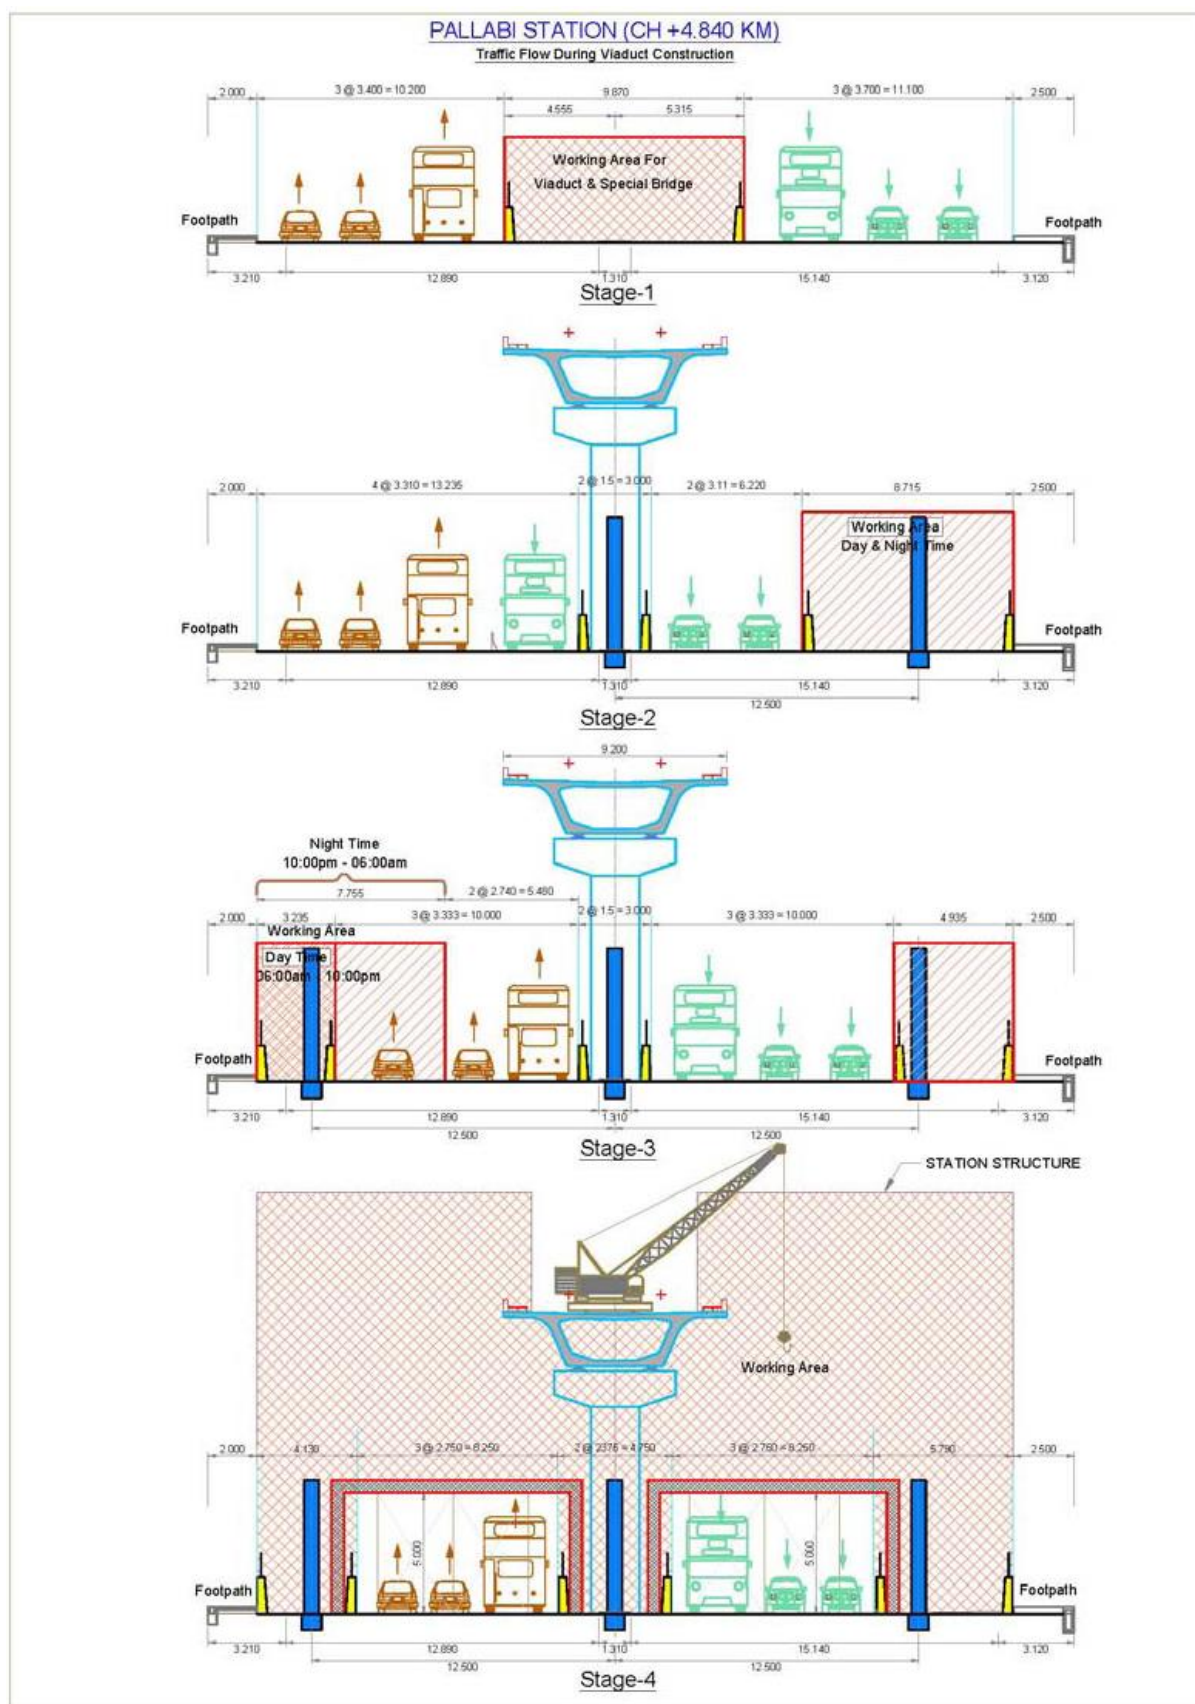 PALLABI STATION (CH +4.840 KM)
Traffic Flow During Viaduct Construction
2.000 3 @ 3.400 = 10.200 9.870 3 @ 3.700 = 11.100 2.500
4.555 5.315
Working Area For
Viaduct & Special Bridge
Footpath Footpath
3.210 12.890 1.310 15.140 3.120
Stage-1
2.000 4 @ 3.310 = 13.235 2 @ 1.5 = 3.000 2 @ 3.11 = 6.220 8.715 2.500
Working Area
Day & Night Time
Footpath Footpath
3.210 12.890 1.310 15.140 3.120
12.500
Stage-2
9.200
Night Time
10:00pm - 06:00am
7.755 2 @ 2.740 = 5.480
2.000 3.235 3 @ 3.333 = 10.000 2 @ 1.5 = 3.000 3 @ 3.333 = 10.000 4.935 2.500
Working Area
Day Time
06:00am 10:00pm
Footpath Footpath
3.210 12.890 1.310 15.140 3.120
12.500 12.500
Stage-3
STATION STRUCTURE
Working Area
2.000 4.130 3 @ 2.750 = 8.250 2 @ 2.375 = 4.750 3 @ 2.750 = 8.250 5.790 2.500
5.000 5.000
Footpath Footpath
3.210 12.890 1.310 15.140 3.120
12.500 12.500
Stage-4